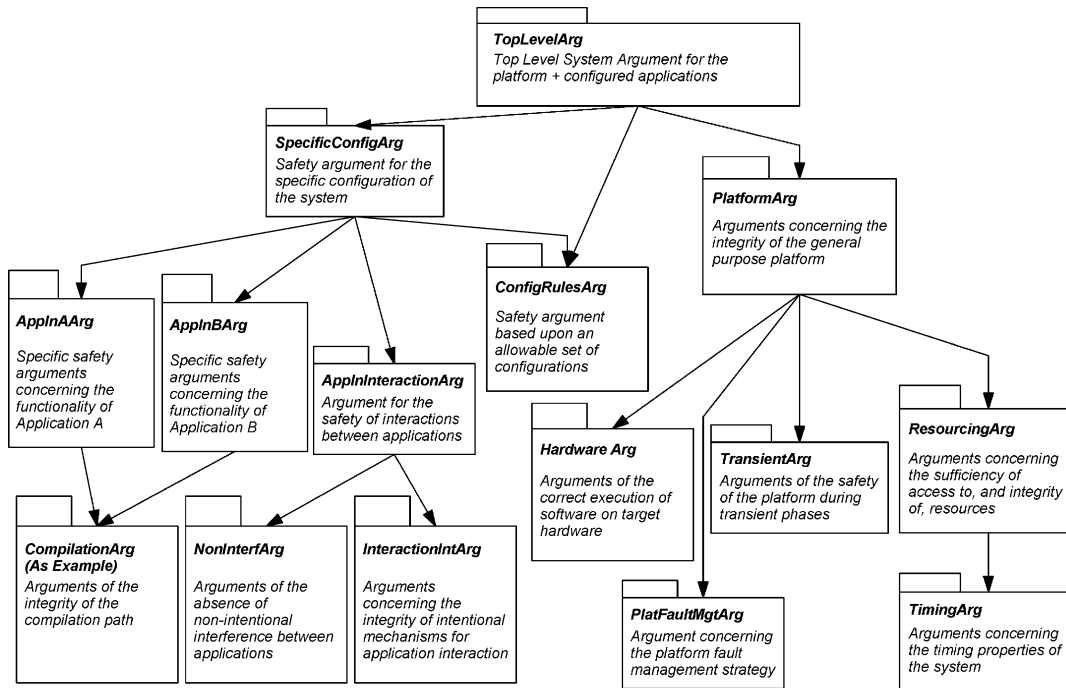 TopLevelArg
Top Level System Argument for the
platform + configured applications
SpecificConfigArg
Safety argument for the
specific configuration of
the system
PlatformArg
Arguments concerning the
integrity of the general
purpose platform
ApplnAArg
Specific safety
arguments
concerning the
functionality of
Application A
ApplnBArg
Specific safety
arguments
concerning the
functionality of
Application B
ApplnInteractionArg
Argument for the
safety of interactions
between applications
ConfigRulesArg
Safety argument
based upon an
allowable set of
configurations
Hardware Arg
Arguments of the
correct execution of
software on target
hardware
TransientArg
Arguments of the safety
of the platform during
transient phases
ResourcingArg
Arguments concerning
the sufficiency of
access to, and integrity
of, resources
CompilationArg
(As Example)
Arguments of the
integrity of the
compilation path
NonInterfArg
Arguments of the
absence of
non-intentional
interference between
applications
InteractionIntArg
Arguments
concerning the
integrity of intentional
mechanisms for
application interaction
PlatFaultMgtArg
Argument concerning
the platform fault
management strategy
TimingArg
Arguments concerning
the timing properties of
the system